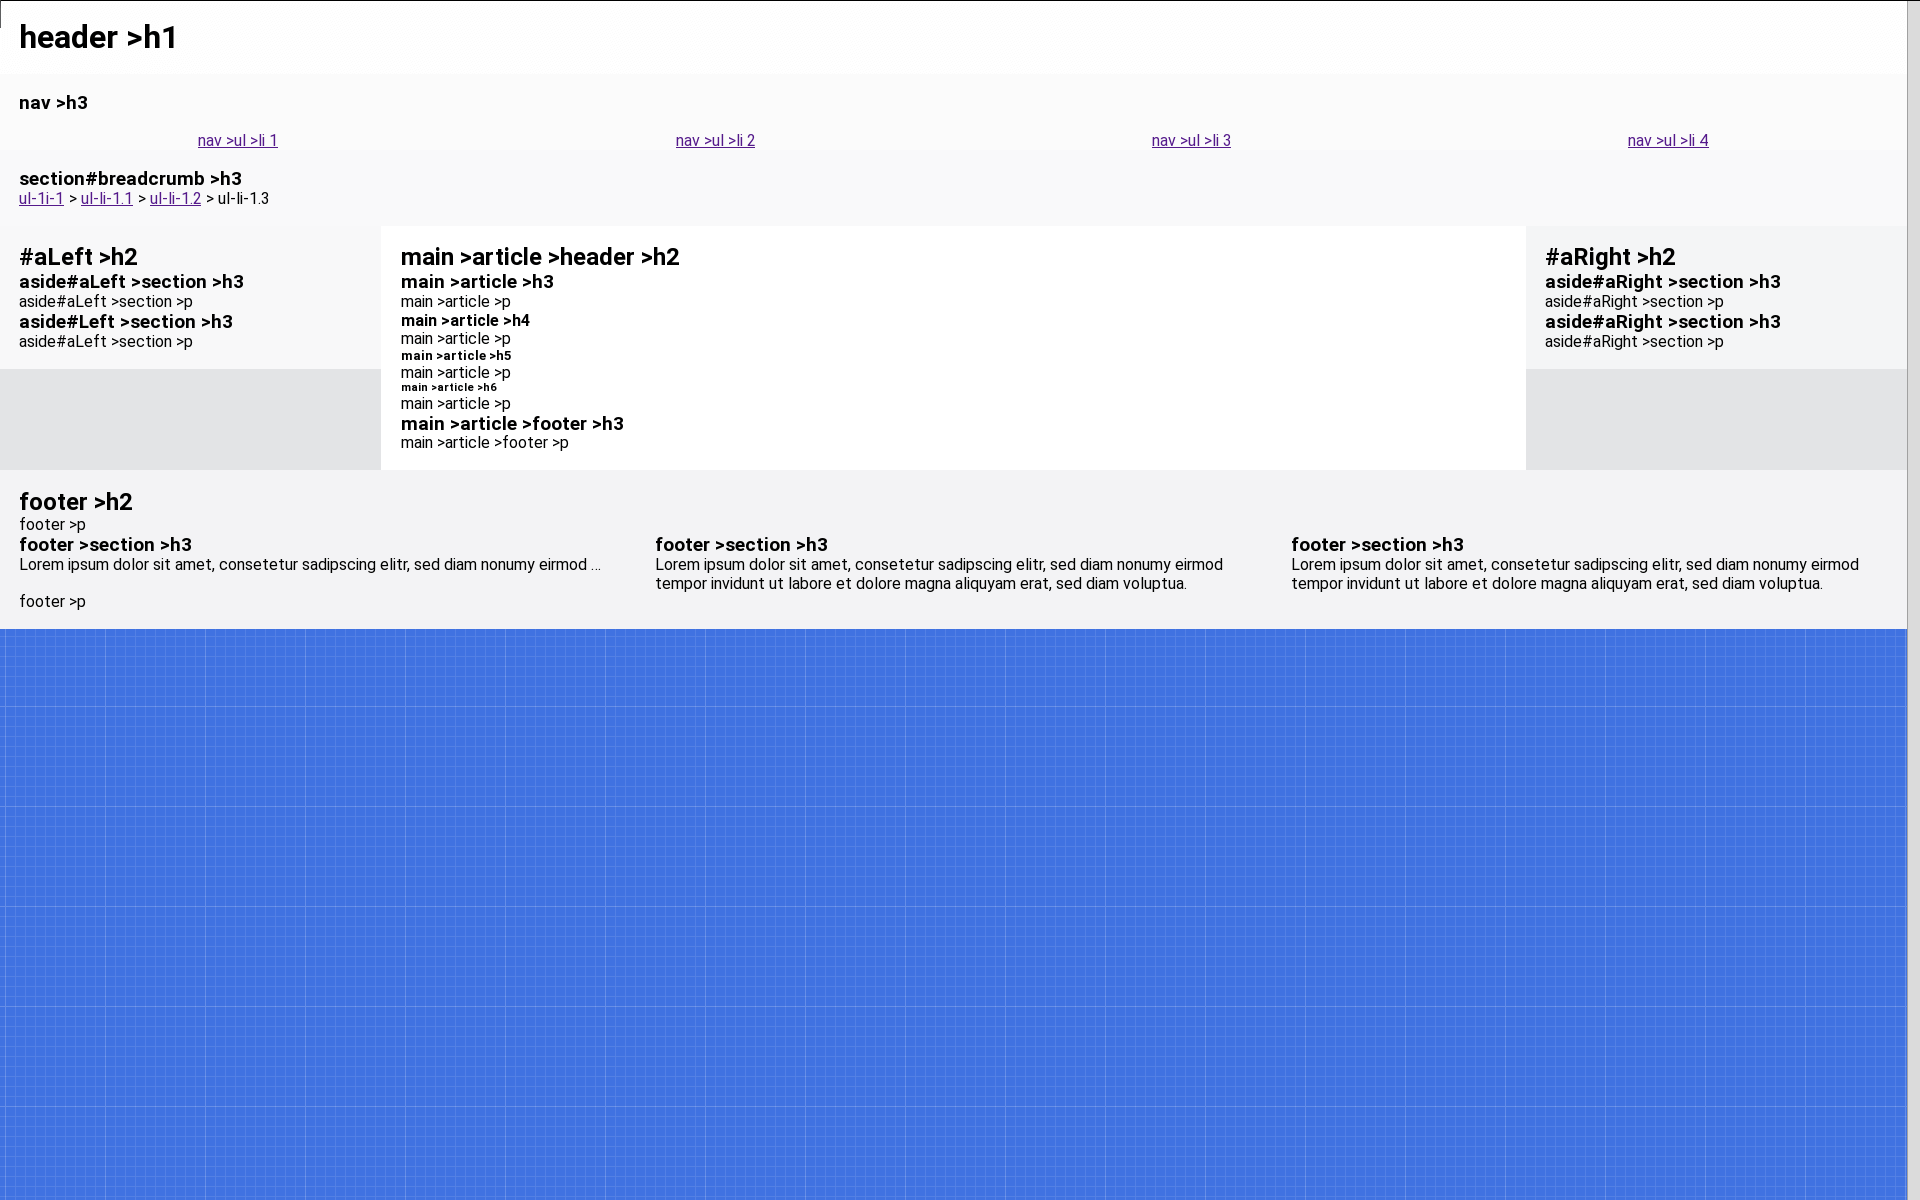 header >h1
nav >h3
nav >ul >li 1
nav >ul >li 2
nav >ul >li 3
nav >ul >li 4
section#breadcrumb >h3
ul-1i-1 > ul-li-1.1 > ul-li-1.2 > ul-li-1.3
#aLeft >h2
aside#aLeft >section >h3
aside#aLeft >section >p
aside#Left >section >h3
aside#aLeft >section >p
main >article >header >h2
main >article >h3
main >article >p
main >article >h4
main >article >p
main >article >h5
main >article >p
main >article >h6
main >article >p
main >article >footer >h3
main >article >footer >p
#aRight >h2
aside#aRight >section >h3
aside#aRight >section >p
aside#aRight >section >h3
aside#aRight >section >p
footer >h2
footer >p
footer >section >h3
Lorem ipsum dolor sit amet, consetetur sadipscing elitr, sed diam nonumy eirmod ...
footer >section >h3
Lorem ipsum dolor sit amet, consetetur sadipscing elitr, sed diam nonumy eirmod
tempor invidunt ut labore et dolore magna aliquyam erat, sed diam voluptua.
footer >section >h3
Lorem ipsum dolor sit amet, consetetur sadipscing elitr, sed diam nonumy eirmod
tempor invidunt ut labore et dolore magna aliquyam erat, sed diam voluptua.
footer >p